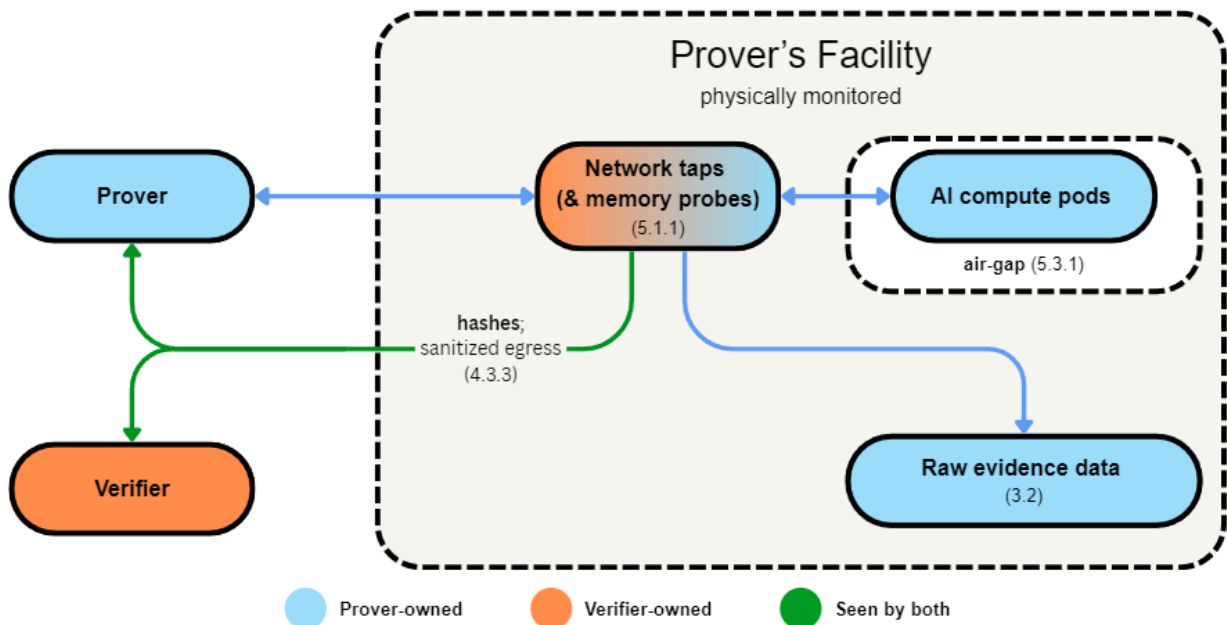 Prover's Facility
physically monitored
Prover
Network taps
(& memory probes)
(5.1.1)
AI compute pods
air-gap (5.3.1)
hashes;
sanitized egress
(4.3.3)
Verifier
Raw evidence data
(3.2)
Prover-owned
Verifier-owned
Seen by both